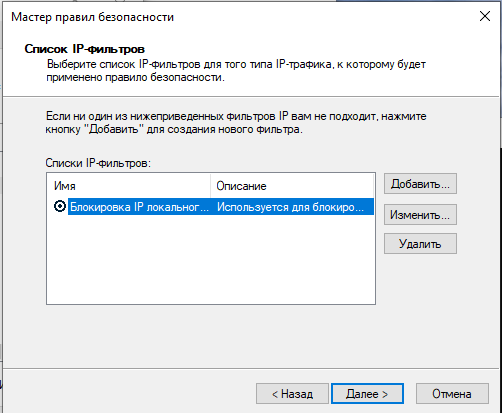 Мастер правил безопасности
Список IP-фильтров
Выберите список IP-фильтров для того типа IP-трафика, к которому будет
применено правило безопасности.
Если ни один из нижеприведенных фильтров IP вам не подходит, нажмите
кнопку "Добавить" для создания нового фильтра.
Списки IP-фильтров:
Имя Описание
Блокировка IP локальног... Используется для блокиро...
Добавить...
Изменить...
Удалить
< Назад Далее > Отмена